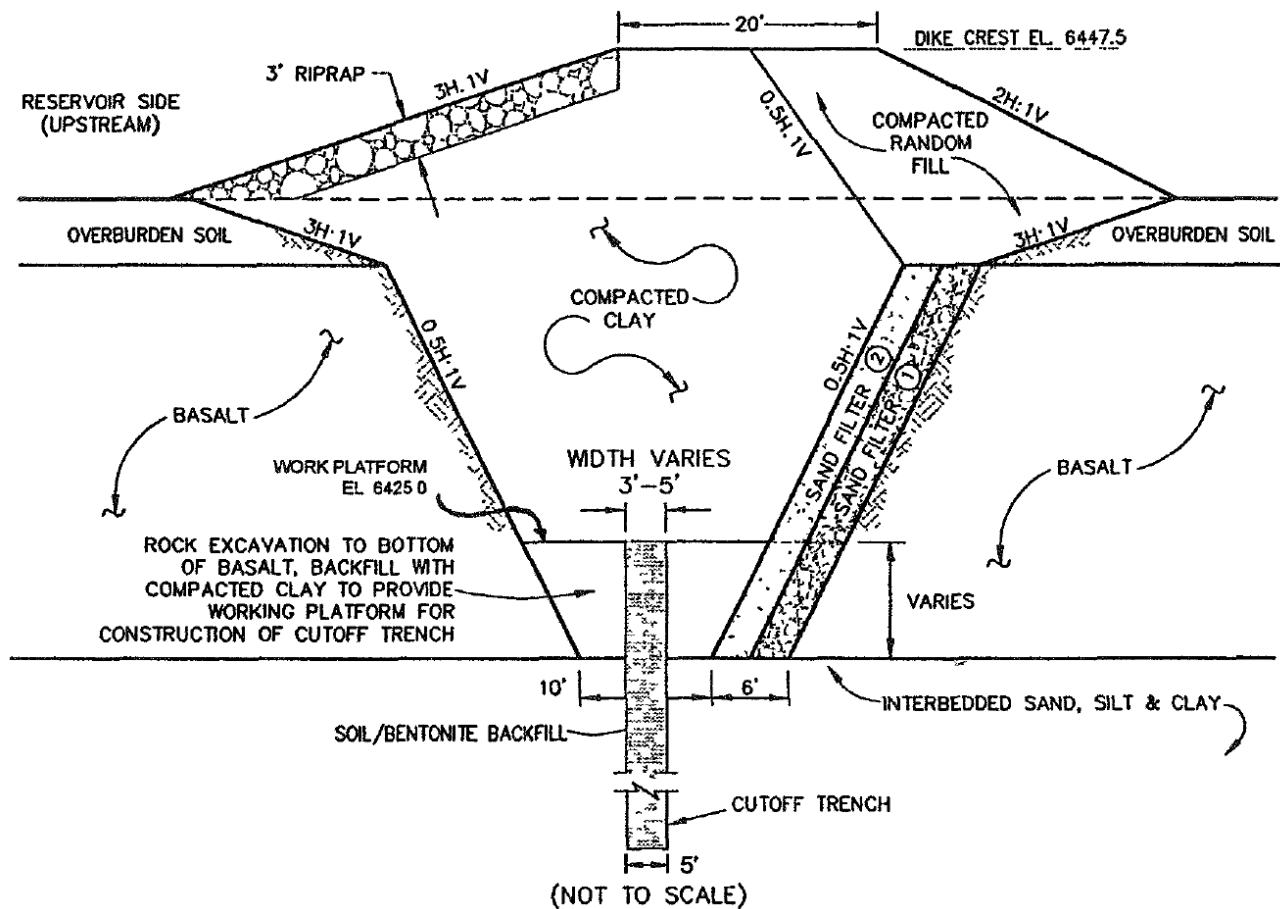 20'
DIKE CREST EL. 6447.5
3' RIPRAP
3H.1V
2H:1V
RESERVOIR SIDE
(UPSTREAM)
0.5H.1V
COMPACTED
RANDOM
FILL
OVERBURDEN SOIL
3H:1V
3H:1V
OVERBURDEN SOIL
COMPACTED
CLAY
0.5H:1V
0.5H:1V
SAND FILTER 2
SAND FILTER 1
BASALT
BASALT
WORK PLATFORM
EL 6425 0
WIDTH VARIES
3'-5'
ROCK EXCAVATION TO BOTTOM
OF BASALT, BACKFILL WITH
COMPACTED CLAY TO PROVIDE
WORKING PLATFORM FOR
CONSTRUCTION OF CUTOFF TRENCH
VARIES
10'
6'
INTERBEDDED SAND, SILT & CLAY
SOIL/BENTONITE BACKFILL
CUTOFF TRENCH
5'
(NOT TO SCALE)